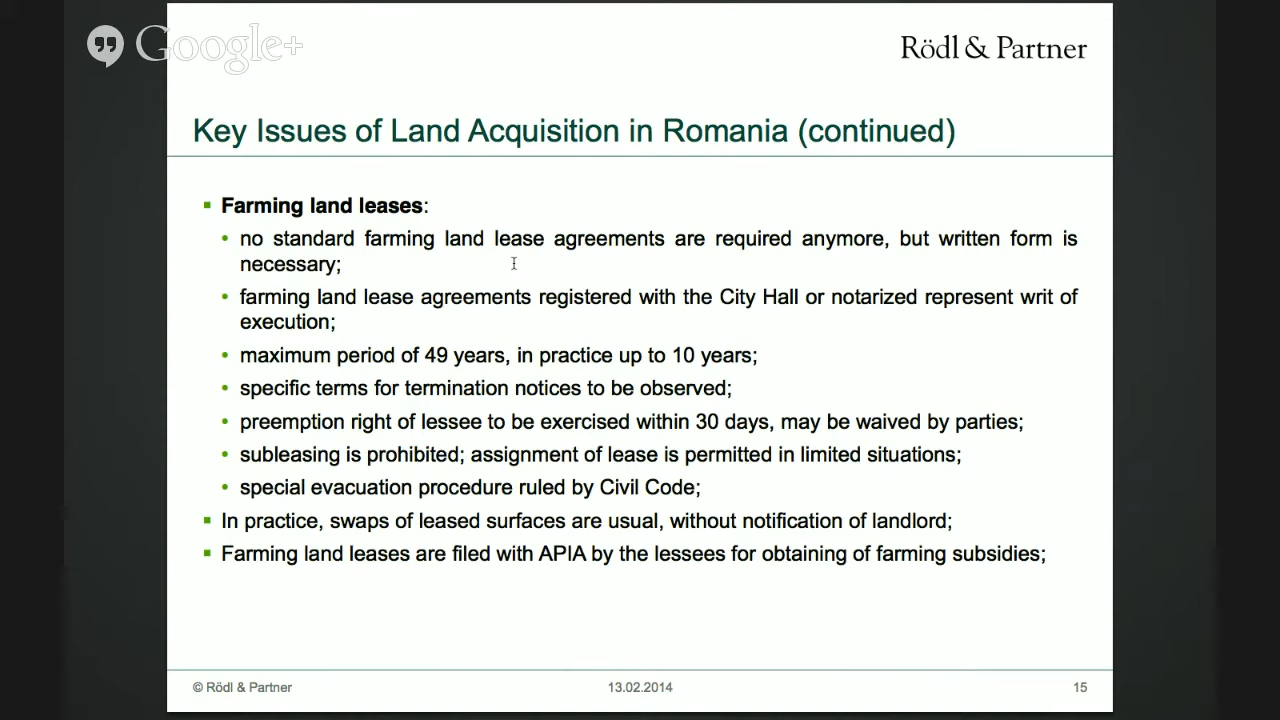 Google+
Rödl & Partner
Key Issues of Land Acquisition in Romania (continued)
▪ Farming land leases:
• no standard farming land lease agreements are required anymore, but written form is
necessary;
• farming land lease agreements registered with the City Hall or notarized represent writ of
execution;
• maximum period of 49 years, in practice up to 10 years;
• specific terms for termination notices to be observed;
• preemption right of lessee to be exercised within 30 days, may be waived by parties;
• subleasing is prohibited; assignment of lease is permitted in limited situations;
• special evacuation procedure ruled by Civil Code;
▪ In practice, swaps of leased surfaces are usual, without notification of landlord;
▪ Farming land leases are filed with APIA by the lessees for obtaining of farming subsidies;
© Rödl & Partner
13.02.2014
15